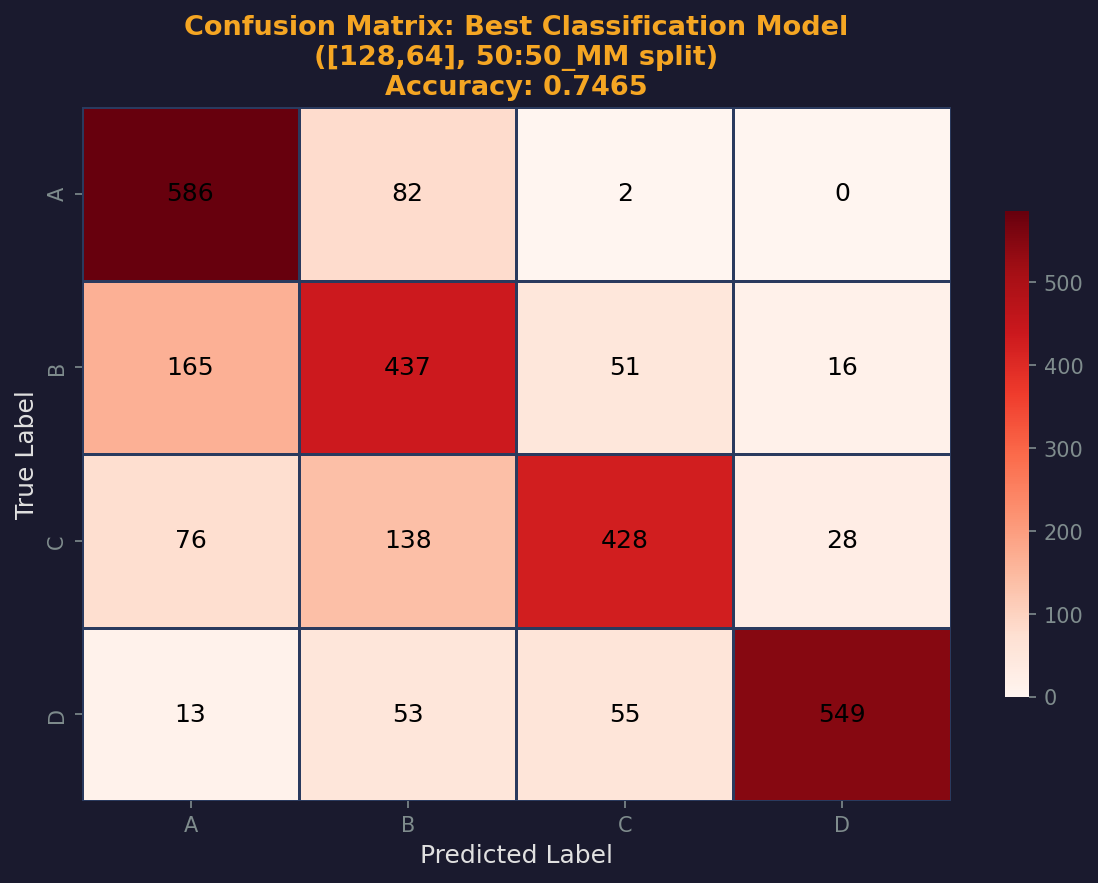 Confusion Matrix: Best Classification Model
([128,64], 50:50_MM split)
Accuracy: 0.7465
A 586 82 2 0
B 165 437 51 16
C 76 138 428 28
D 13 53 55 549
A B C D
True Label
Predicted Label
500
400
300
200
100
0